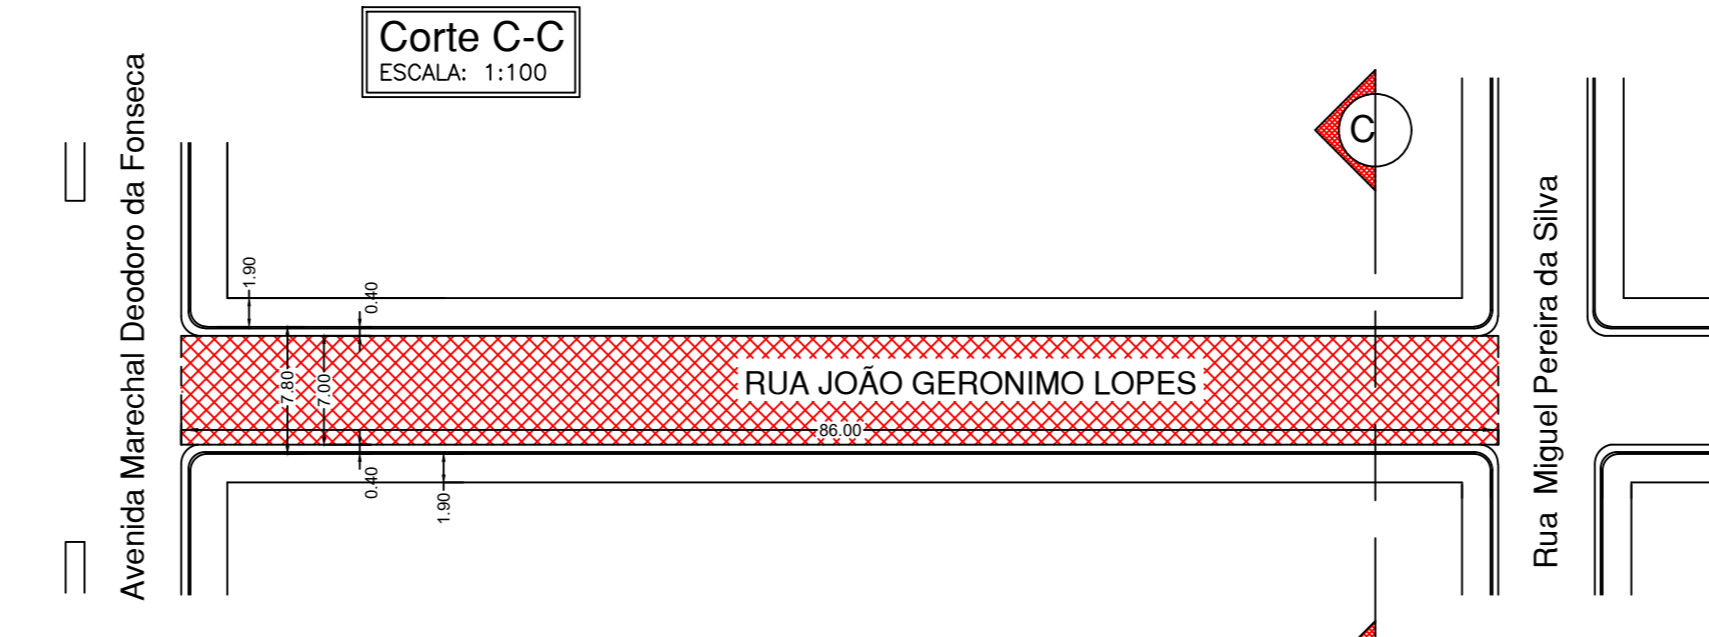 Corte C-C
ESCALA: 1:100
Avenida Marechal Deodoro da Fonseca
C
Rua Miguel Pereira da Silva
1.90
0.40
7.80
7.00
RUA JOÃO GERONIMO LOPES
86.00
0.40
1.90